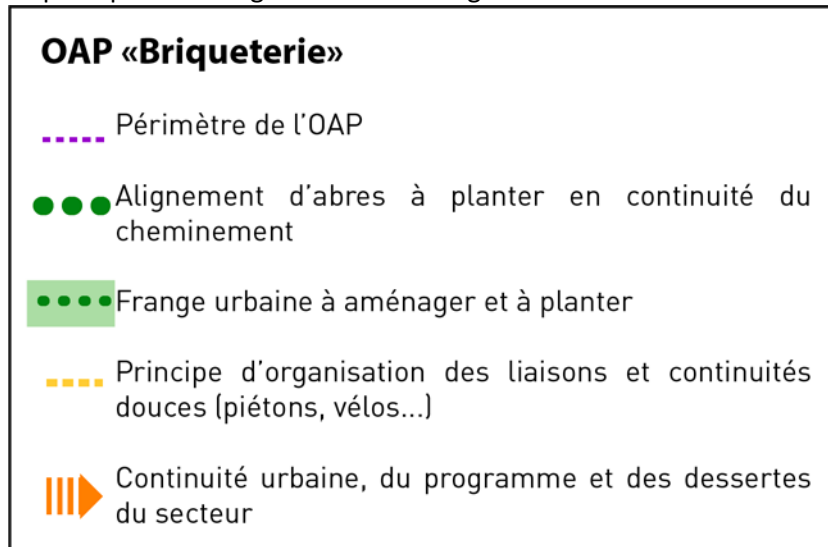 OAP «Briqueterie»
Périmètre de l'OAP
Alignement d'abres à planter en continuité du
cheminement
Frange urbaine à aménager et à planter
Principe d'organisation des liaisons et continuités
douces (piétons, vélos...)
Continuité urbaine, du programme et des dessertes
du secteur